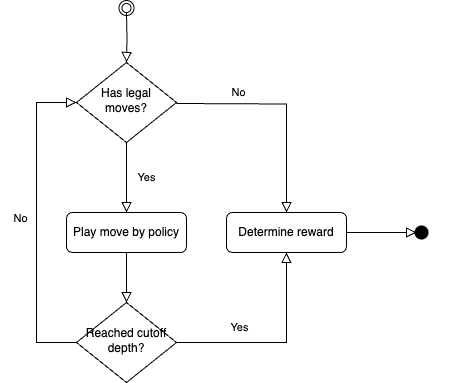 Has legal
moves?
No
Yes
No
Play move by policy
Determine reward
Reached cutoff
depth?
Yes